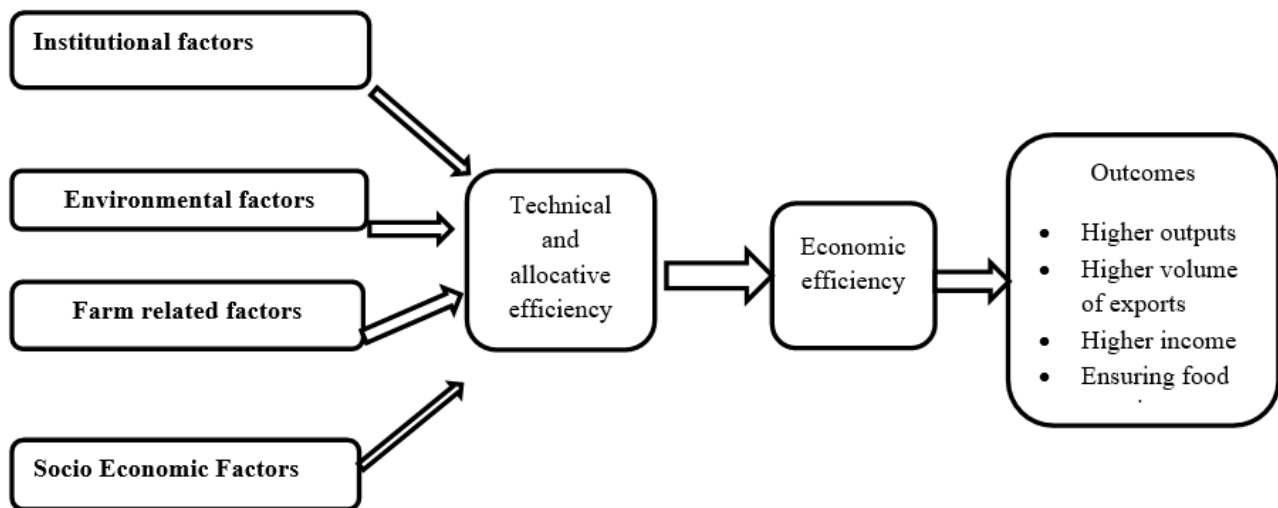 Institutional factors
Environmental factors
Farm related factors
Socio Economic Factors
Technical
and
allocative
efficiency
Economic
efficiency
Outcomes
• Higher outputs
• Higher volume
of exports
• Higher income
• Ensuring food